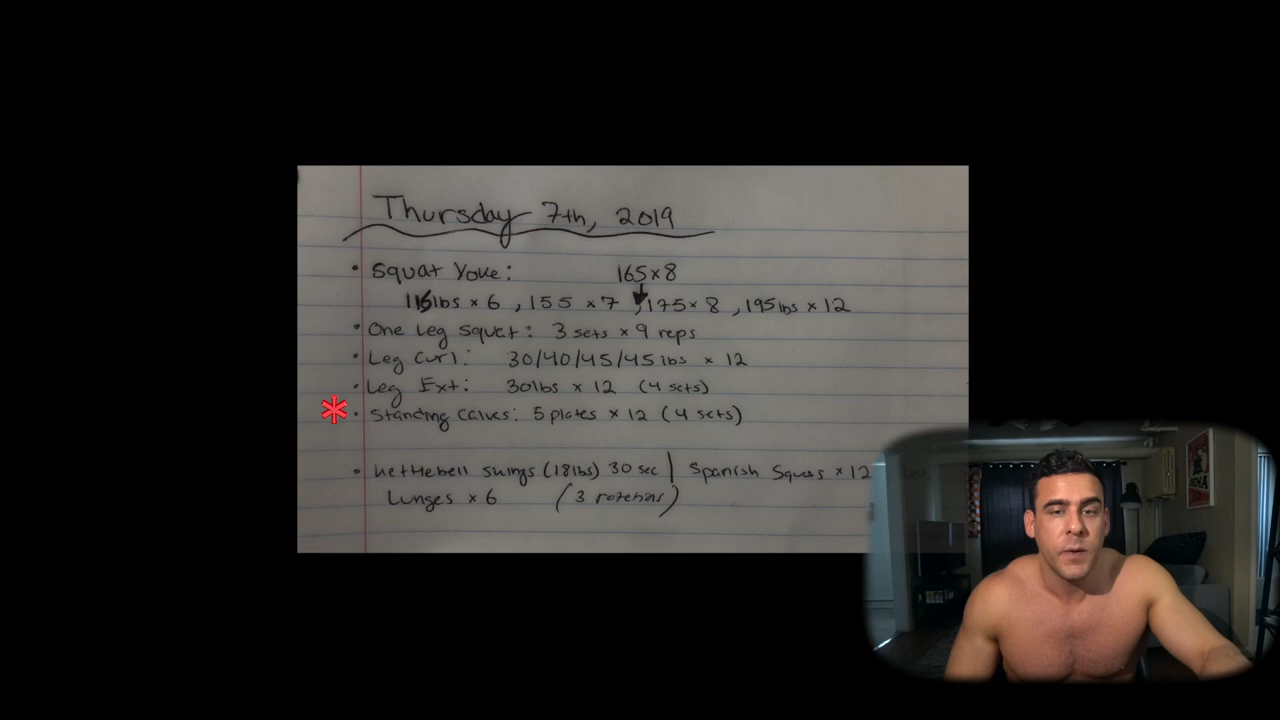 Thursday 7th, 2019
• Squat Yoke: 165 x 8
115lbs x 6, 155 x 7, 175 x 8, 195lbs x 12
• One Leg Squat: 3 sets x 9 reps
• Leg Curl: 30/40/45/45 lbs x 12
• Leg Ext: 30lbs x 12 (4 sets)
* • Standing Calves: 5 plates x 12 (4 sets)
• Kettlebell swings (18lbs) 30 sec | Spanish Squats x 12
Lunges x 6 (3 rotations)